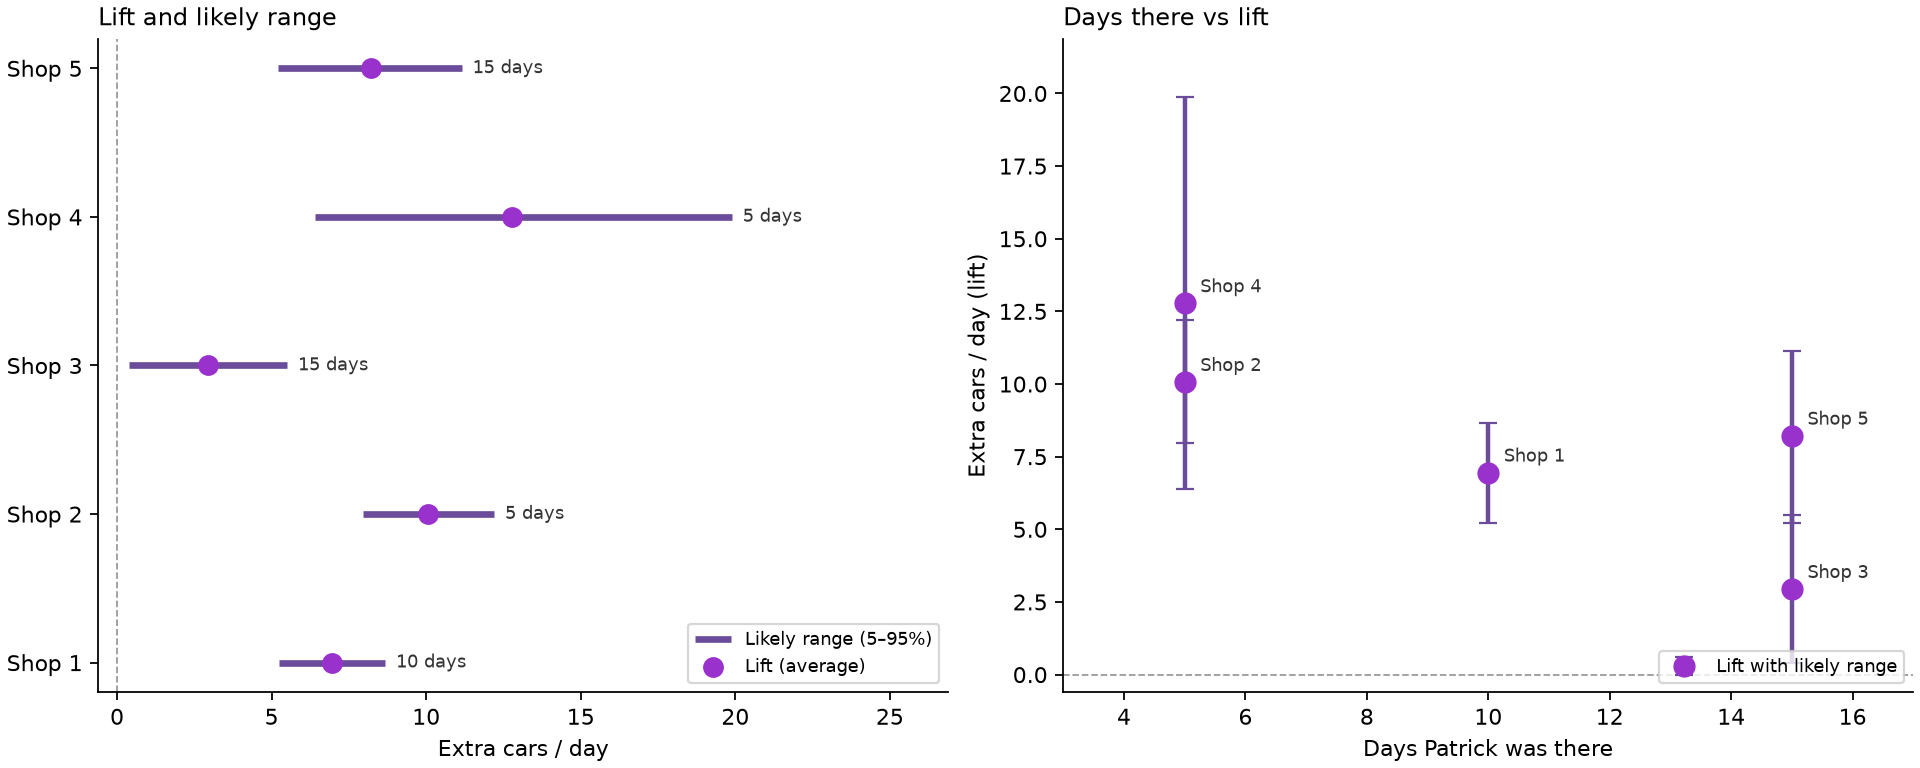 Lift and likely range
Shop 5
15 days
Shop 4
5 days
Shop 3
15 days
Shop 2
5 days
Shop 1
10 days
Likely range (5–95%)
Lift (average)
0
5
10
15
20
25
Extra cars / day
Days there vs lift
Extra cars / day (lift)
20.0
17.5
15.0
12.5
10.0
7.5
5.0
2.5
0.0
Shop 4
Shop 2
Shop 1
Shop 5
Shop 3
Lift with likely range
4
6
8
10
12
14
16
Days Patrick was there